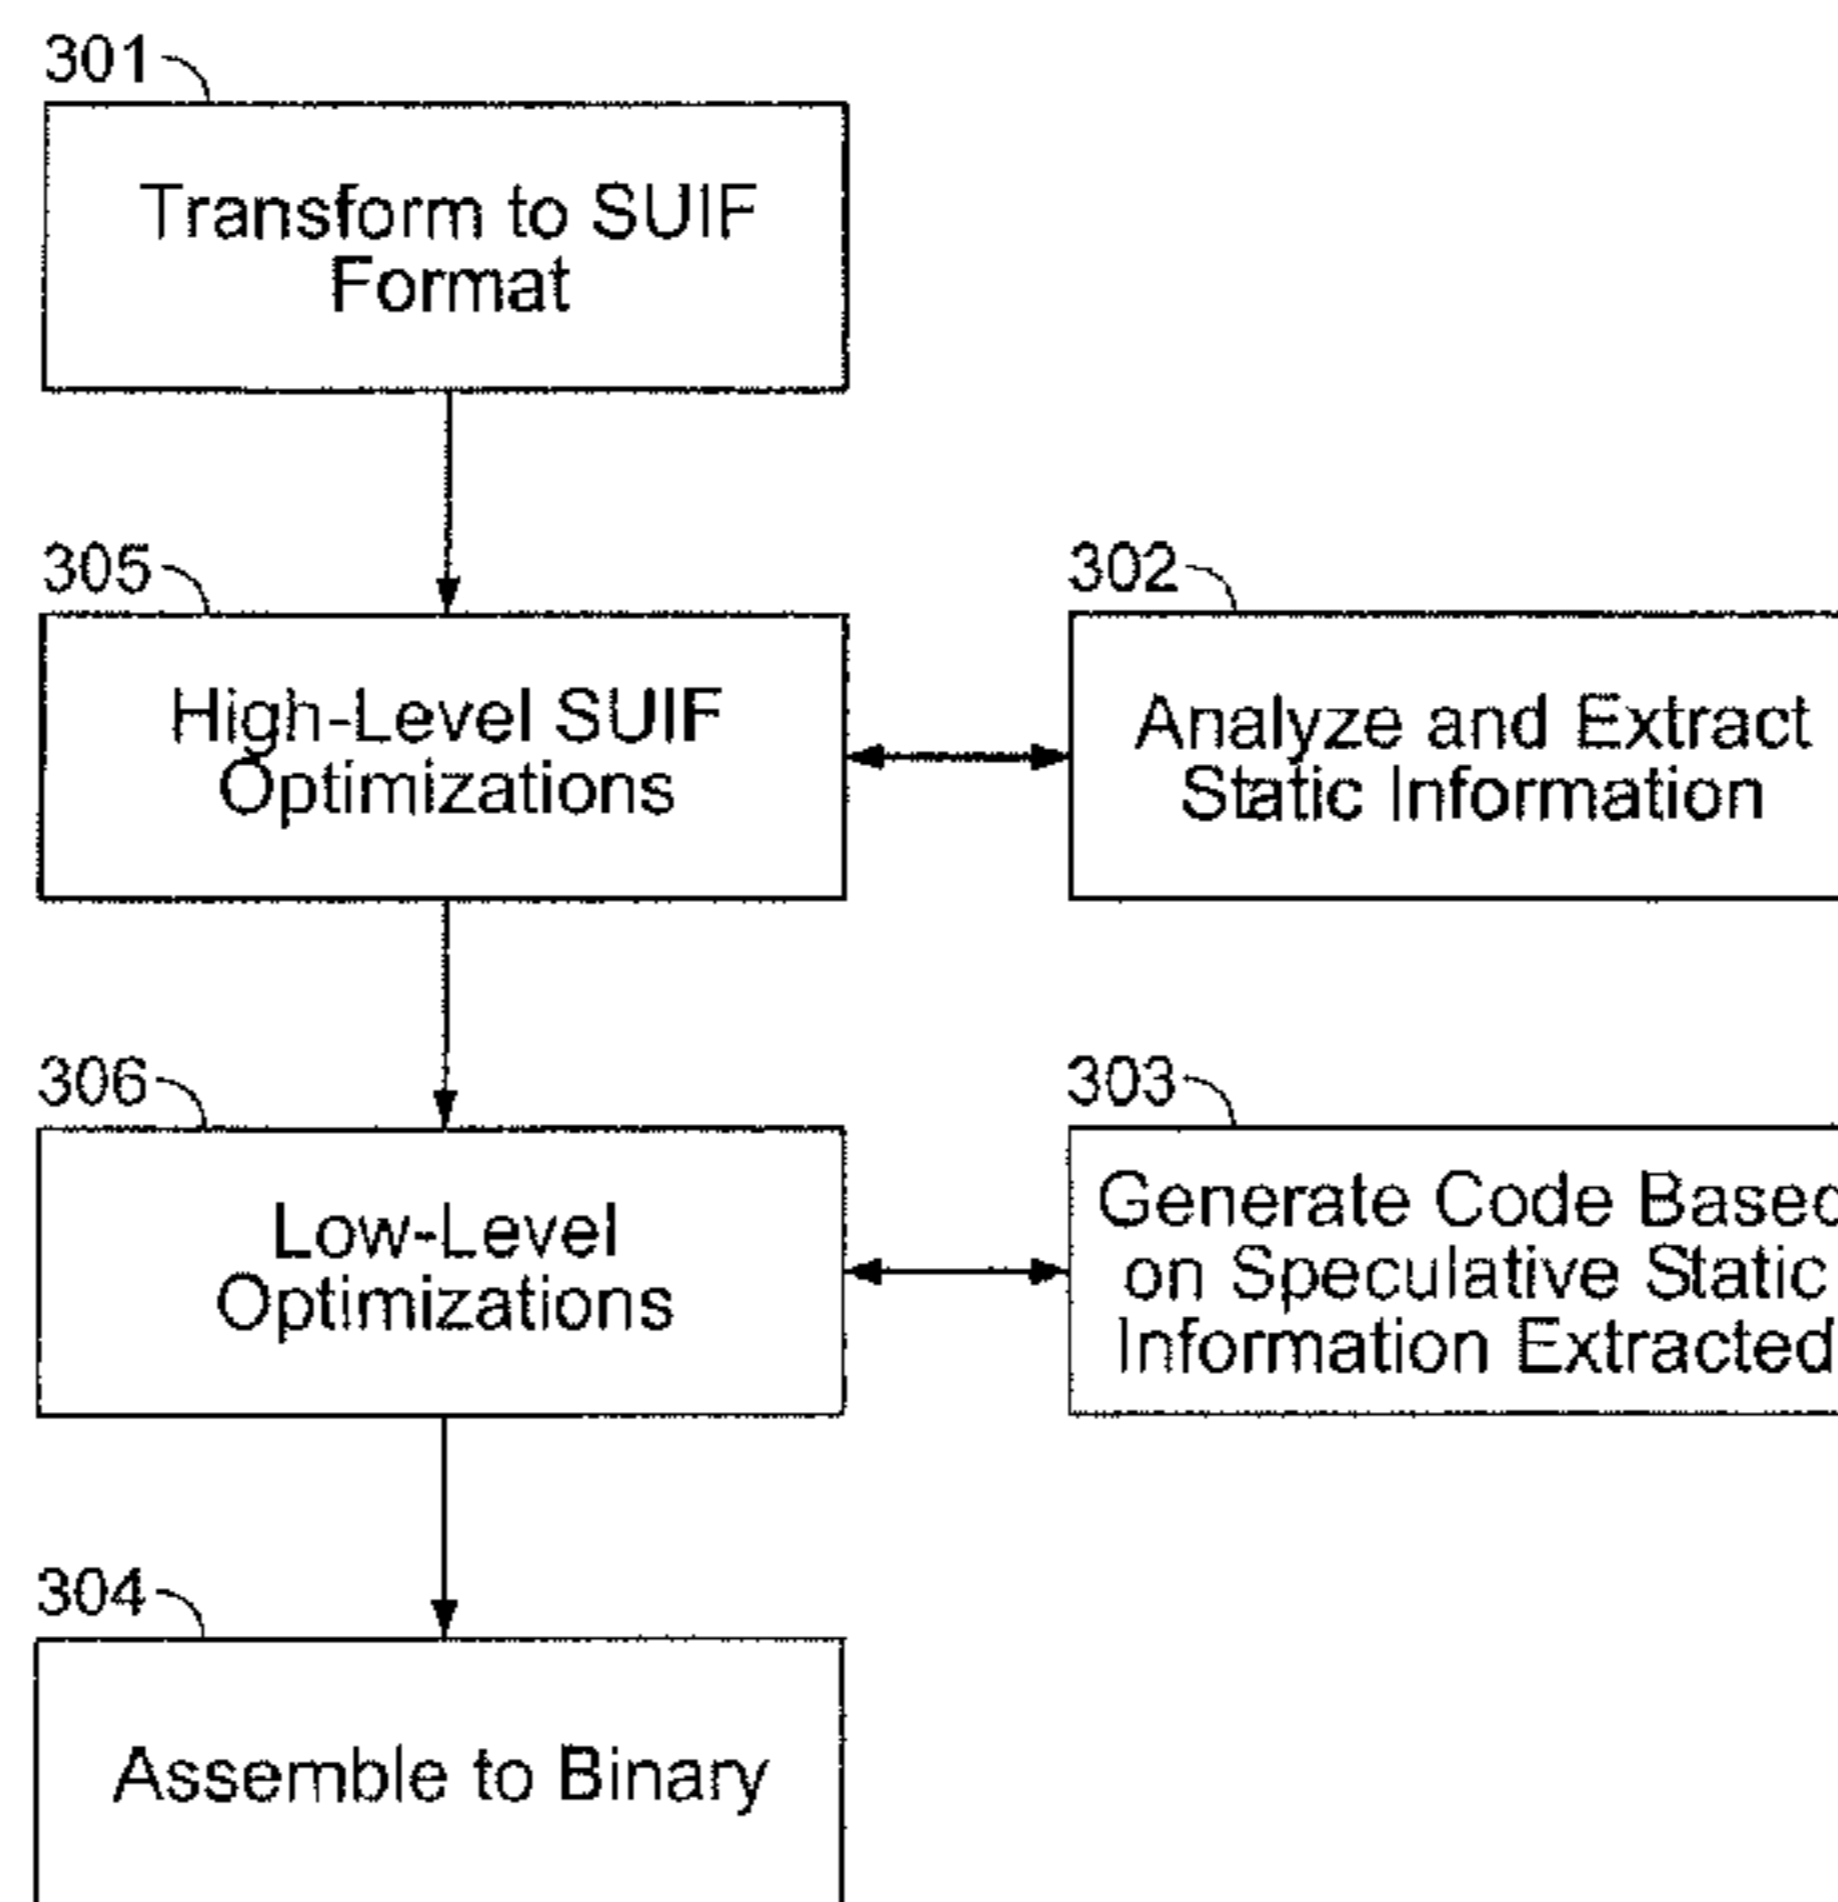 301
Transform to SUIF
Format
305
High-Level SUIF
Optimizations
302
Analyze and Extract
Static Information
306
Low-Level
Optimizations
303
Generate Code Based
on Speculative Static
Information Extracted
304
Assemble to Binary